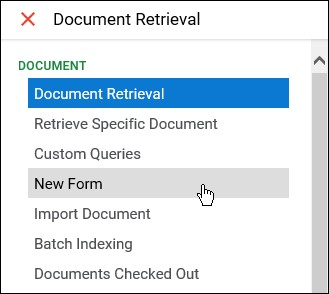 Document Retrieval
DOCUMENT
Document Retrieval
Retrieve Specific Document
Custom Queries
New Form
Import Document
Batch Indexing
Documents Checked Out